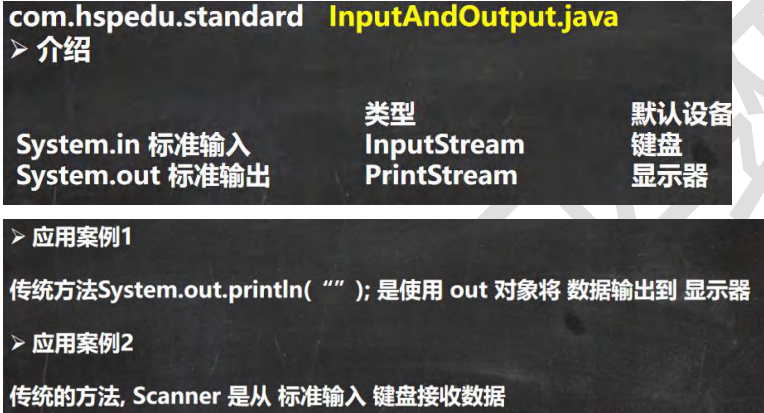 com.hspedu.standard InputAndOutput.java
➢ 介绍
类型 默认设备
System.in 标准输入 InputStream 键盘
System.out 标准输出 PrintStream 显示器
➢ 应用案例1
传统方法System.out.println( “” ); 是使用 out 对象将 数据输出到 显示器
➢ 应用案例2
传统的方法, Scanner 是从 标准输入 键盘接收数据